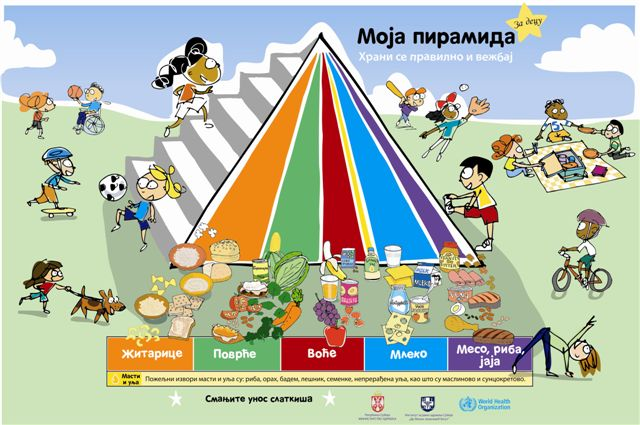 За децу
Моја пирамида
Храни се правилно и вежбај
МЛЕКО
Житарице
Поврће
Воће
Млеко
Месо, риба, јаја
Масти и уља
Пожељни извори масти и уља су: риба, орах, бадем, лешник, семенке, непрерађена уља, као што су маслиново и сунцокретово.
Смањите унос слаткиша
World Health
Organization